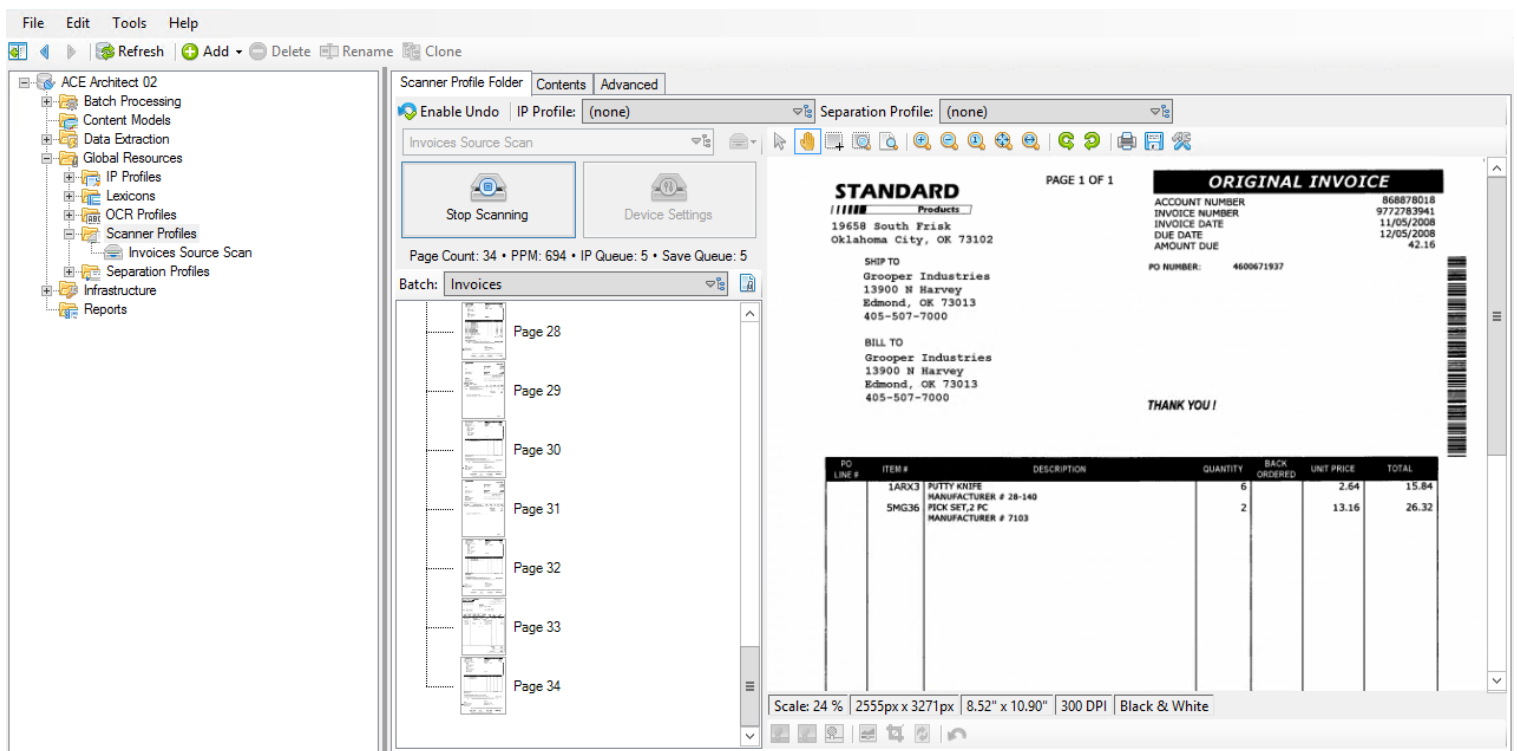 File Edit Tools Help
Refresh Add Delete Rename Clone
ACE Architect 02
Batch Processing
Content Models
Data Extraction
Global Resources
IP Profiles
Lexicons
OCR Profiles
Scanner Profiles
Invoices Source Scan
Separation Profiles
Infrastructure
Reports
Scanner Profile Folder Contents Advanced
Enable Undo IP Profile: (none) Separation Profile: (none)
Invoices Source Scan
Stop Scanning Device Settings
Page Count: 34 • PPM: 694 • IP Queue: 5 • Save Queue: 5
Batch: Invoices
Page 28
Page 29
Page 30
Page 31
Page 32
Page 33
Page 34
STANDARD
Products
19658 South Frisk
Oklahoma City, OK 73102
PAGE 1 OF 1
ORIGINAL INVOICE
ACCOUNT NUMBER 868878018
INVOICE NUMBER 9772783941
INVOICE DATE 11/05/2008
DUE DATE 12/05/2008
AMOUNT DUE 42.16
SHIP TO
Grooper Industries
13900 N Harvey
Edmond, OK 73013
405-507-7000
PO NUMBER: 4600671937
BILL TO
Grooper Industries
13900 N Harvey
Edmond, OK 73013
405-507-7000
THANK YOU !
PO LINE # ITEM # DESCRIPTION QUANTITY BACK ORDERED UNIT PRICE TOTAL
1ARX3 PUTTY KNIFE 6 2.64 15.84
MANUFACTURER # 28-140
5MG36 PICK SET,2 PC 2 13.16 26.32
MANUFACTURER # 7103
Scale: 24 % 2555px x 3271px 8.52" x 10.90" 300 DPI Black & White